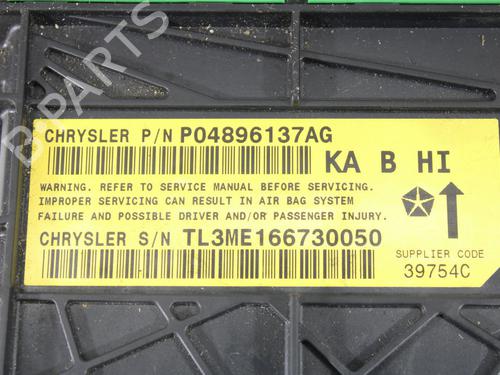 BPARTS
CHRYSLER P/N P04896137AG
KA B HI
WARNING. REFER TO SERVICE MANUAL BEFORE SERVICING.
IMPROPER SERVICING CAN RESULT IN AIR BAG SYSTEM
FAILURE AND POSSIBLE DRIVER AND/OR PASSENGER INJURY.
CHRYSLER S/N TL3ME166730050
SUPPLIER CODE
39754C